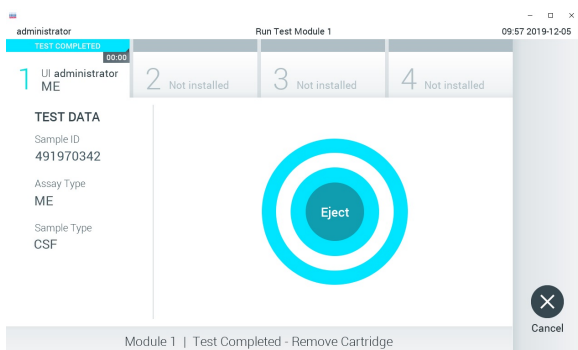 administrator
Run Test Module 1
09:57 2019-12-05
TEST COMPLETED
00:00
1 UI administrator
ME
2 Not installed
3 Not installed
4 Not installed
TEST DATA
Sample ID
491970342
Assay Type
ME
Sample Type
CSF
Eject
Cancel
Module 1 | Test Completed - Remove Cartridge